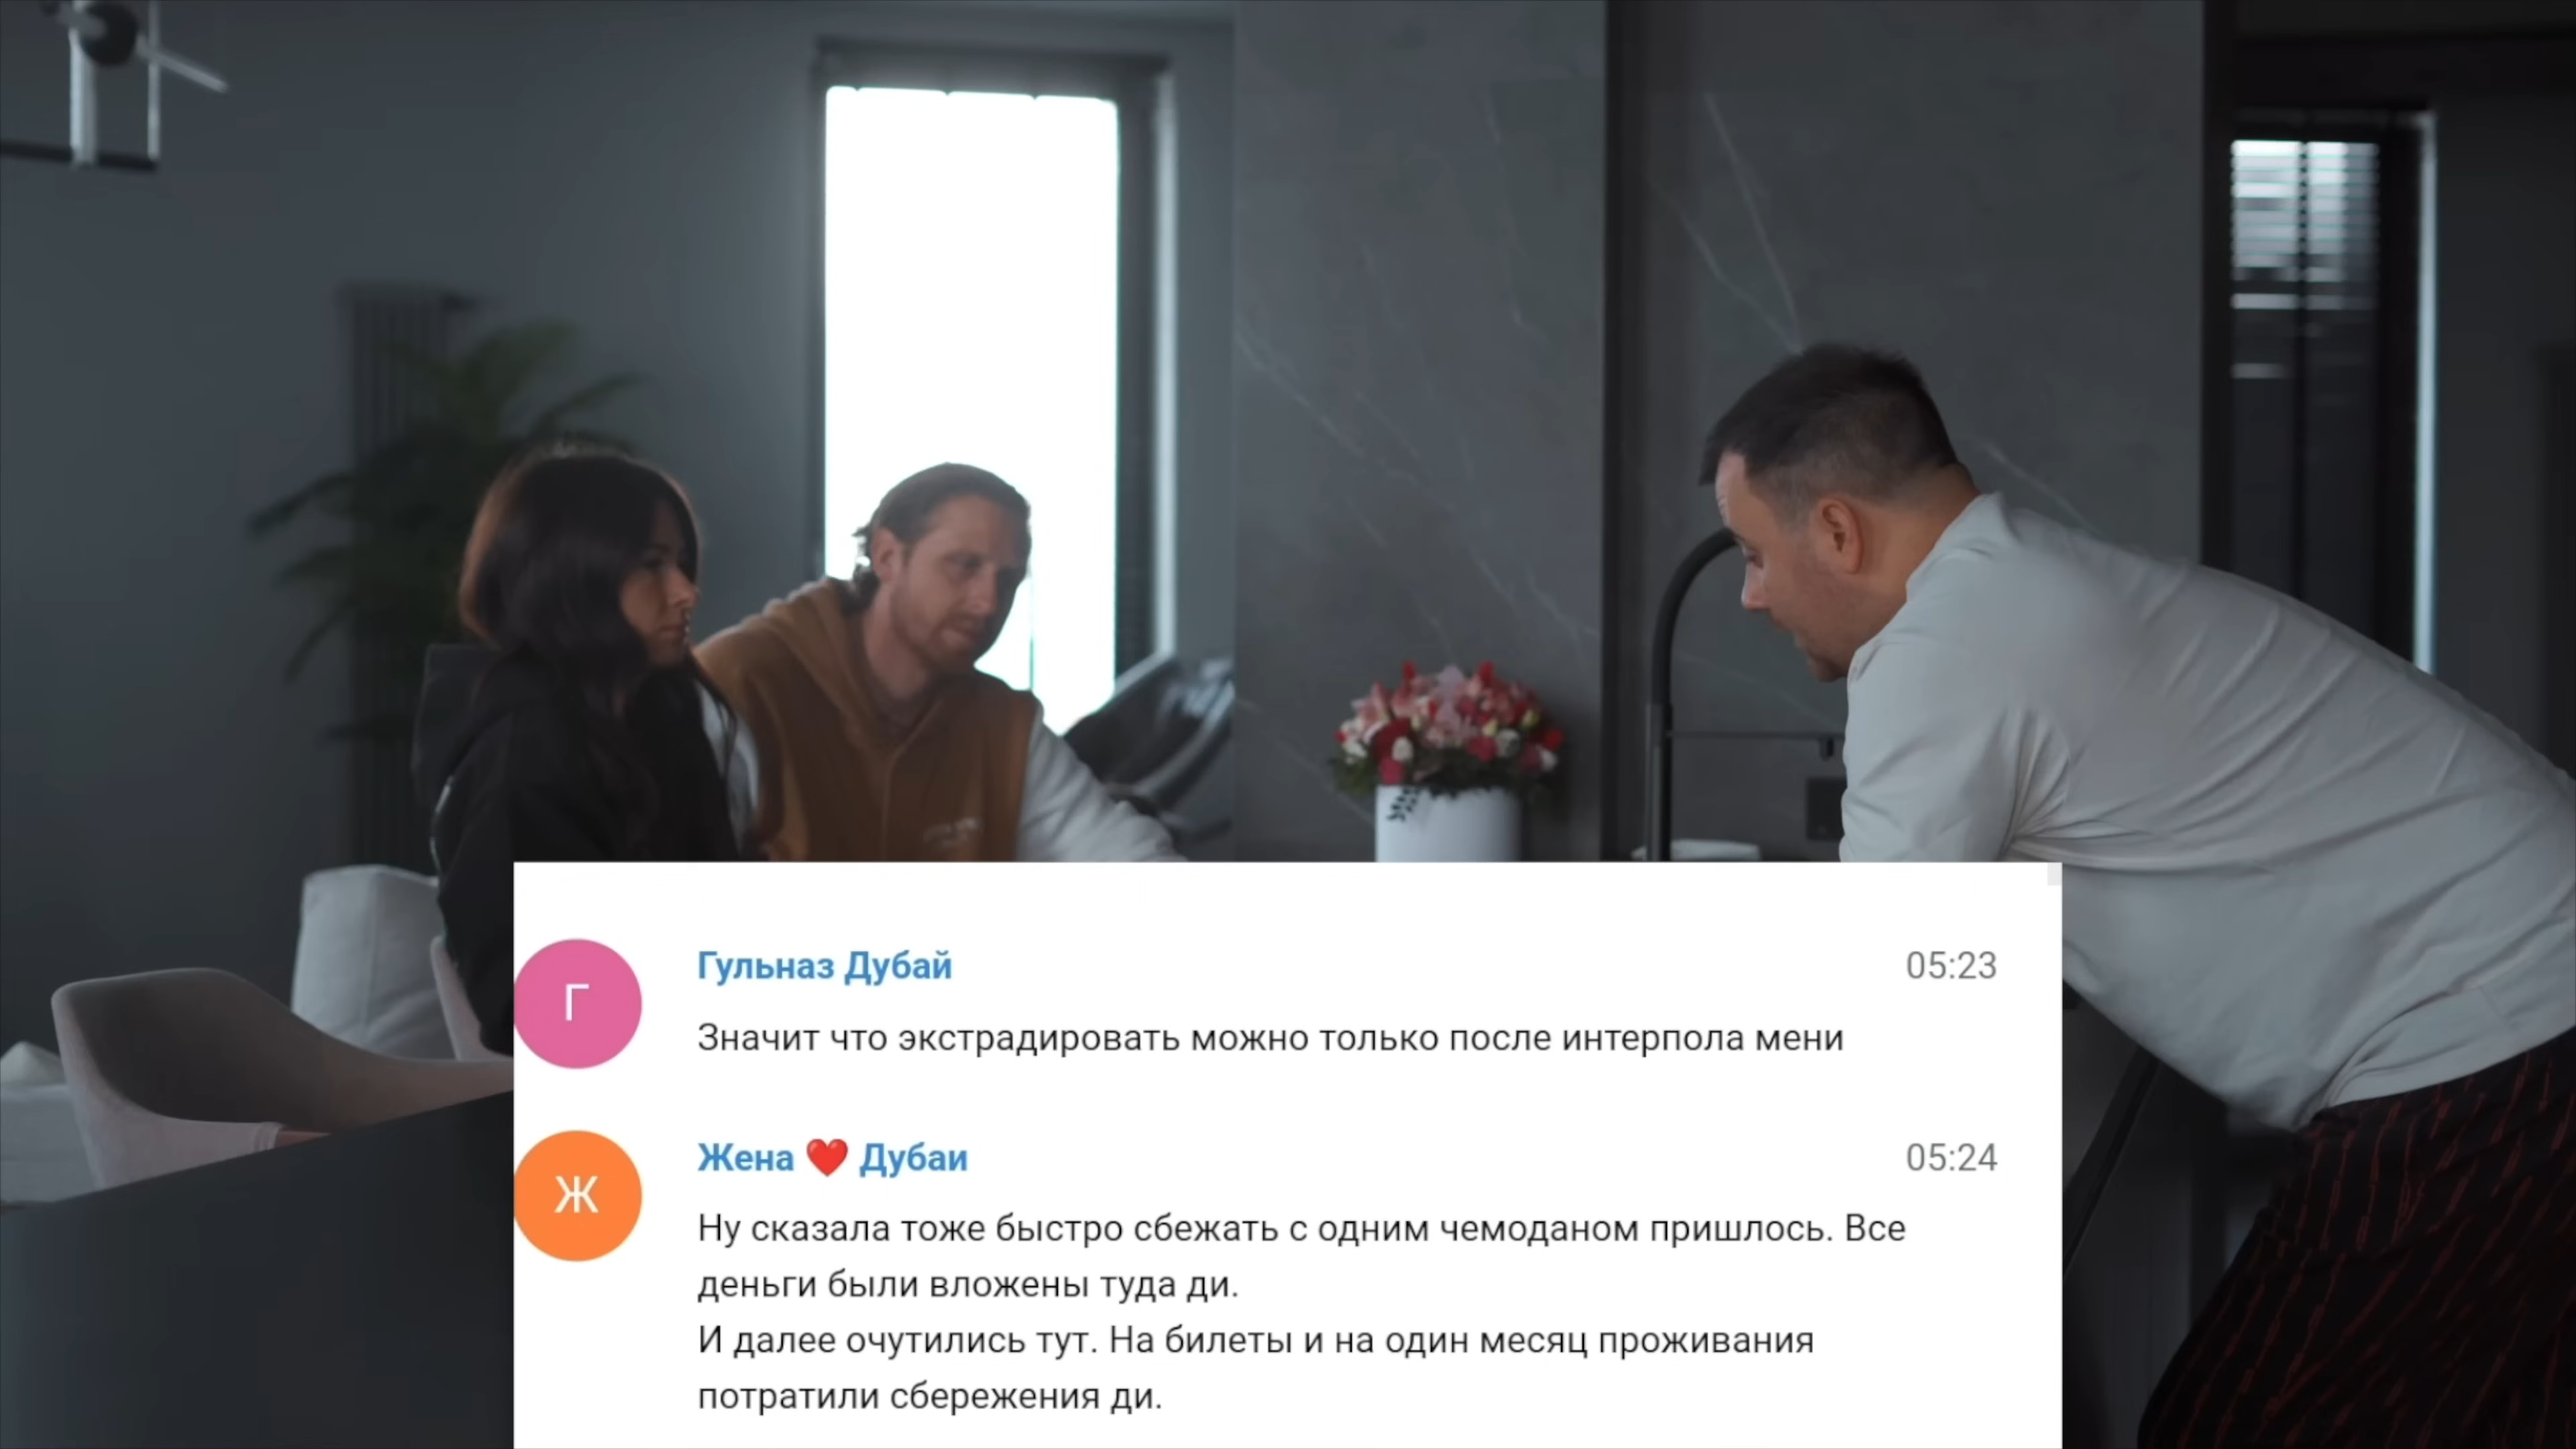 Г
Гульназ Дубай
05:23
Значит что экстрадировать можно только после интерпола мени
Ж
Жена ❤️ Дубаи
05:24
Ну сказала тоже быстро сбежать с одним чемоданом пришлось. Все
деньги были вложены туда ди.
И далее очутились тут. На билеты и на один месяц проживания
потратили сбережения ди.